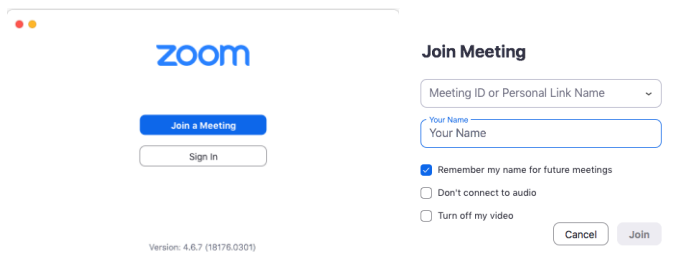 zoom
Join a Meeting
Sign In
Version: 4.6.7 (18176.0301)
Join Meeting
Meeting ID or Personal Link Name
Your Name
Your Name
Remember my name for future meetings
Don't connect to audio
Turn off my video
Cancel
Join